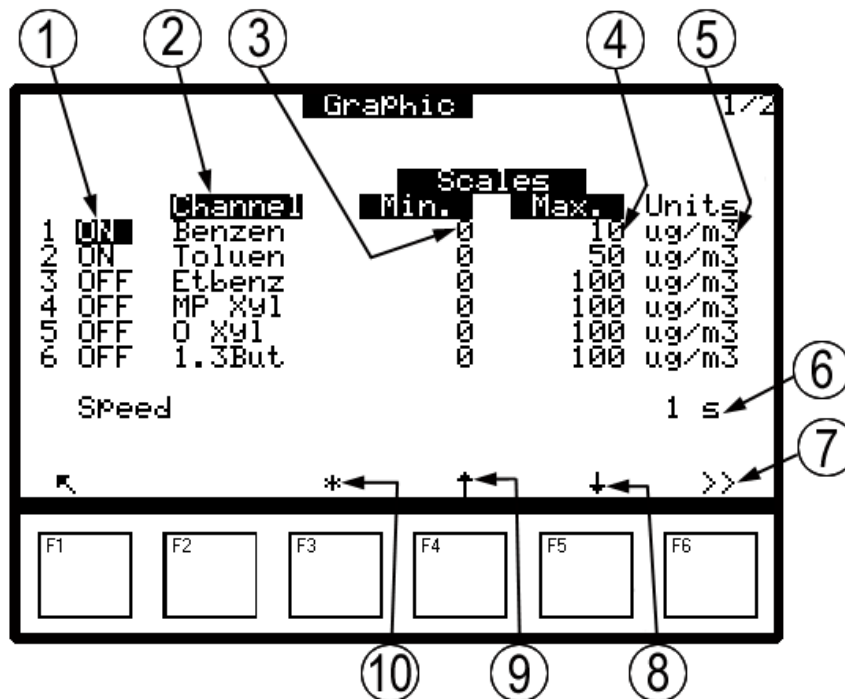 1 2 3 4 5
GraPhic 1/2
Scales
Channel Min. Max. Units
1 ON Benzen 0 10 ug/m3
2 ON Toluen 0 50 ug/m3
3 OFF Etbenz 0 100 ug/m3
4 OFF MP Xyl 0 100 ug/m3
5 OFF O Xyl 0 100 ug/m3
6 OFF 1.3But 0 100 ug/m3
6
SPeed 1 s
7
* >>
F1 F2 F3 F4 F5 F6
10 9 8